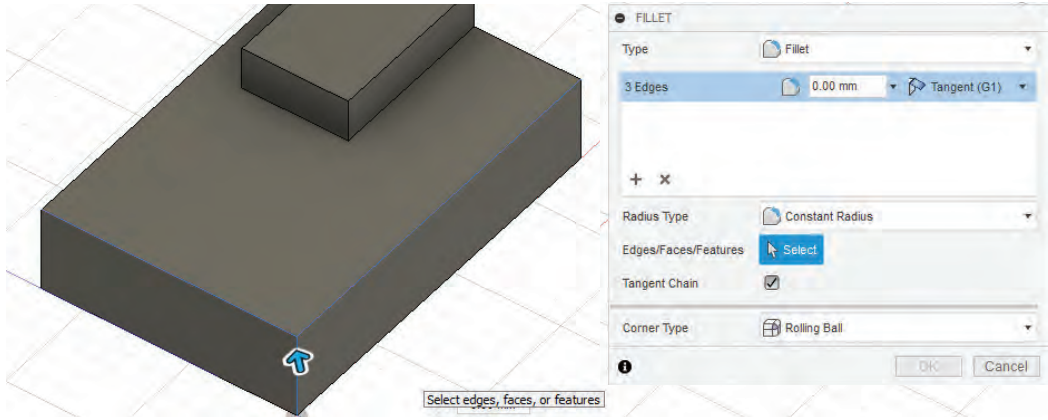 FILLET
Type Fillet
3 Edges 0.00 mm Tangent (G1)
Radius Type Constant Radius
Edges/Faces/Features Select
Tangent Chain
Corner Type Rolling Ball
OK Cancel
Select edges, faces, or features